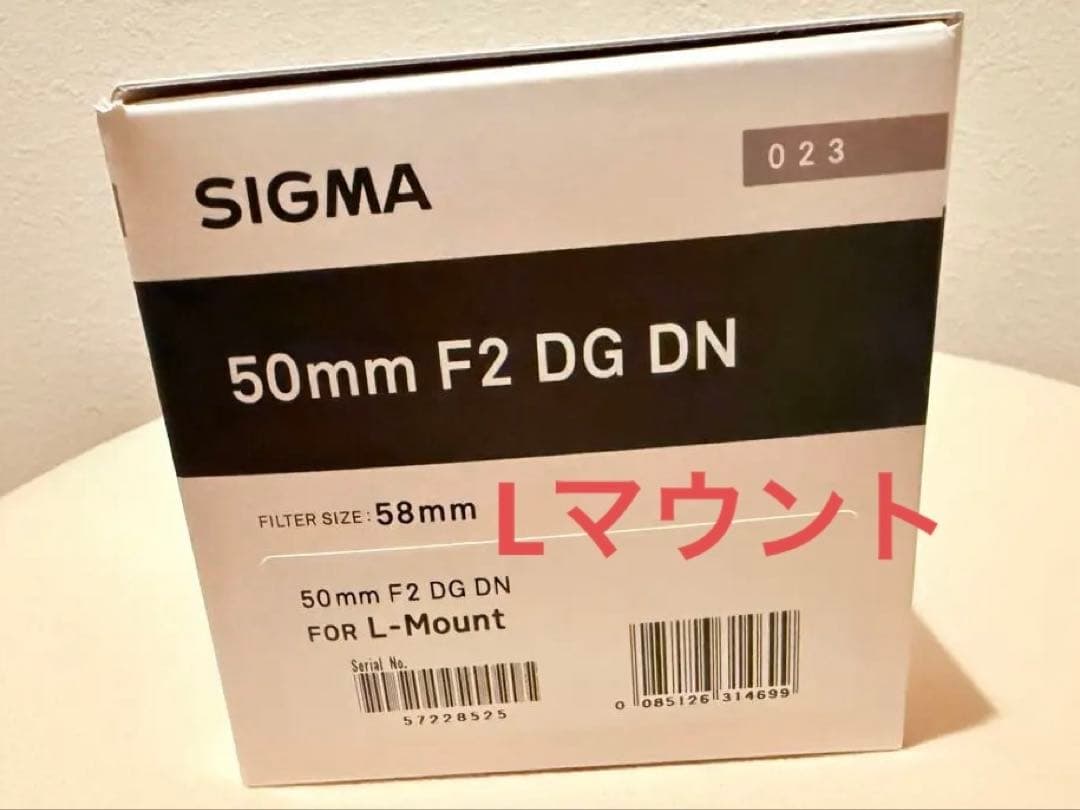 SIGMA
023
50mm F2 DG DN
FILTER SIZE: 58mm
Lマウント
50mm F2 DG DN
FOR L-Mount
Serial No.
57228525
0 085126 314699